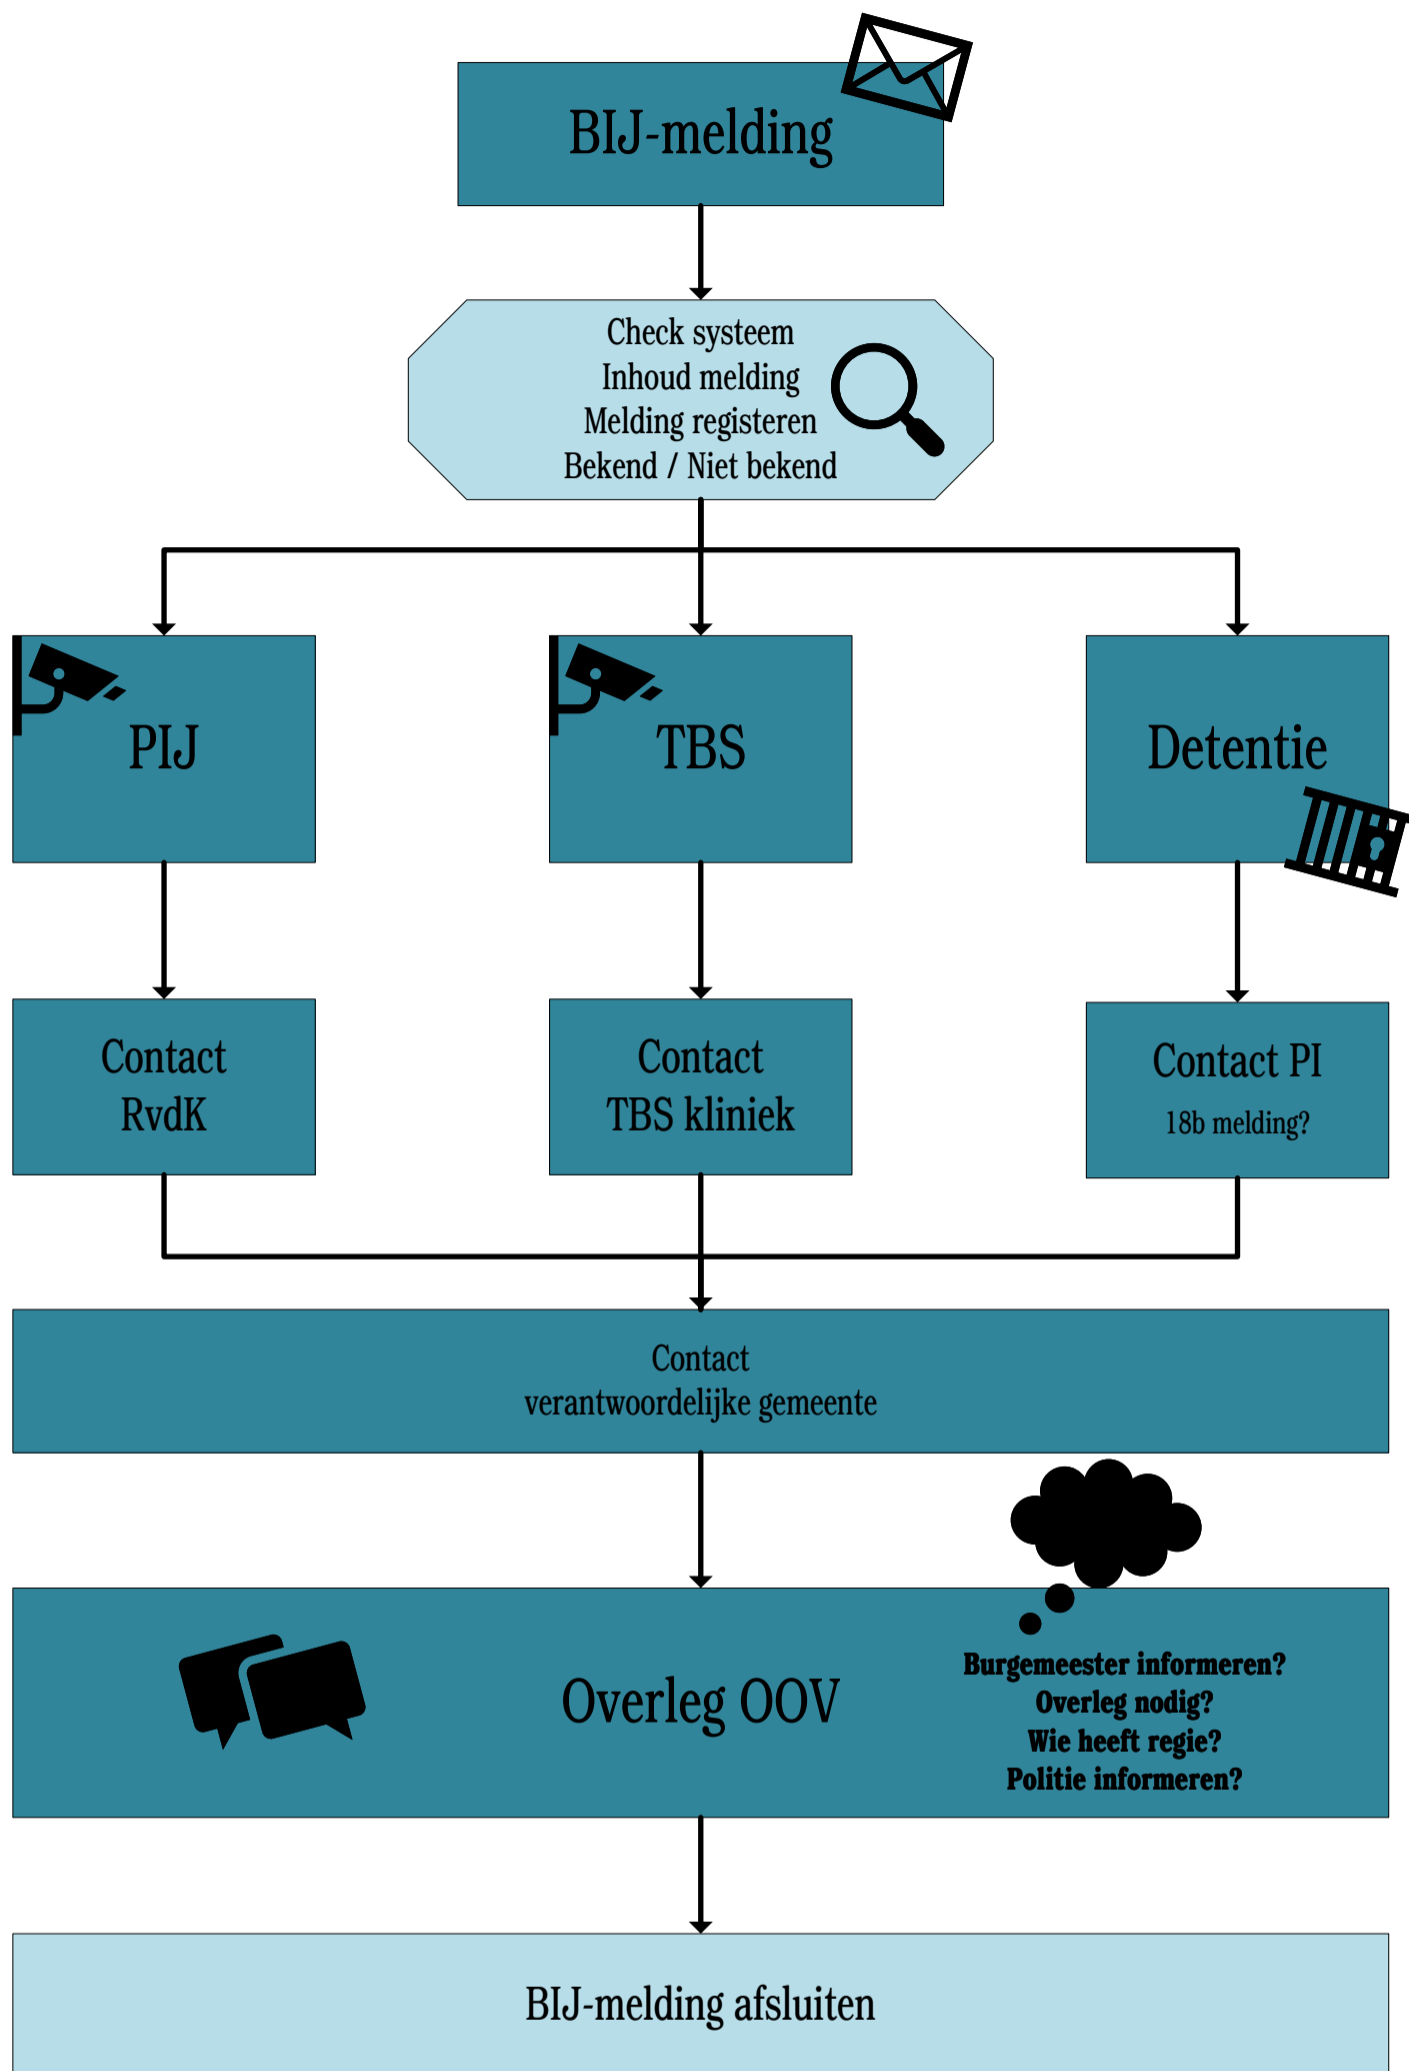 BIJ-melding
Check systeem
Inhoud melding
Melding registeren
Bekend / Niet bekend
PIJ
TBS
Detentie
Contact
RvdK
Contact
TBS kliniek
Contact PI
18b melding?
Contact
verantwoordelijke gemeente
Overleg OOV
Burgemeester informeren?
Overleg nodig?
Wie heeft regie?
Politie informeren?
BIJ-melding afsluiten